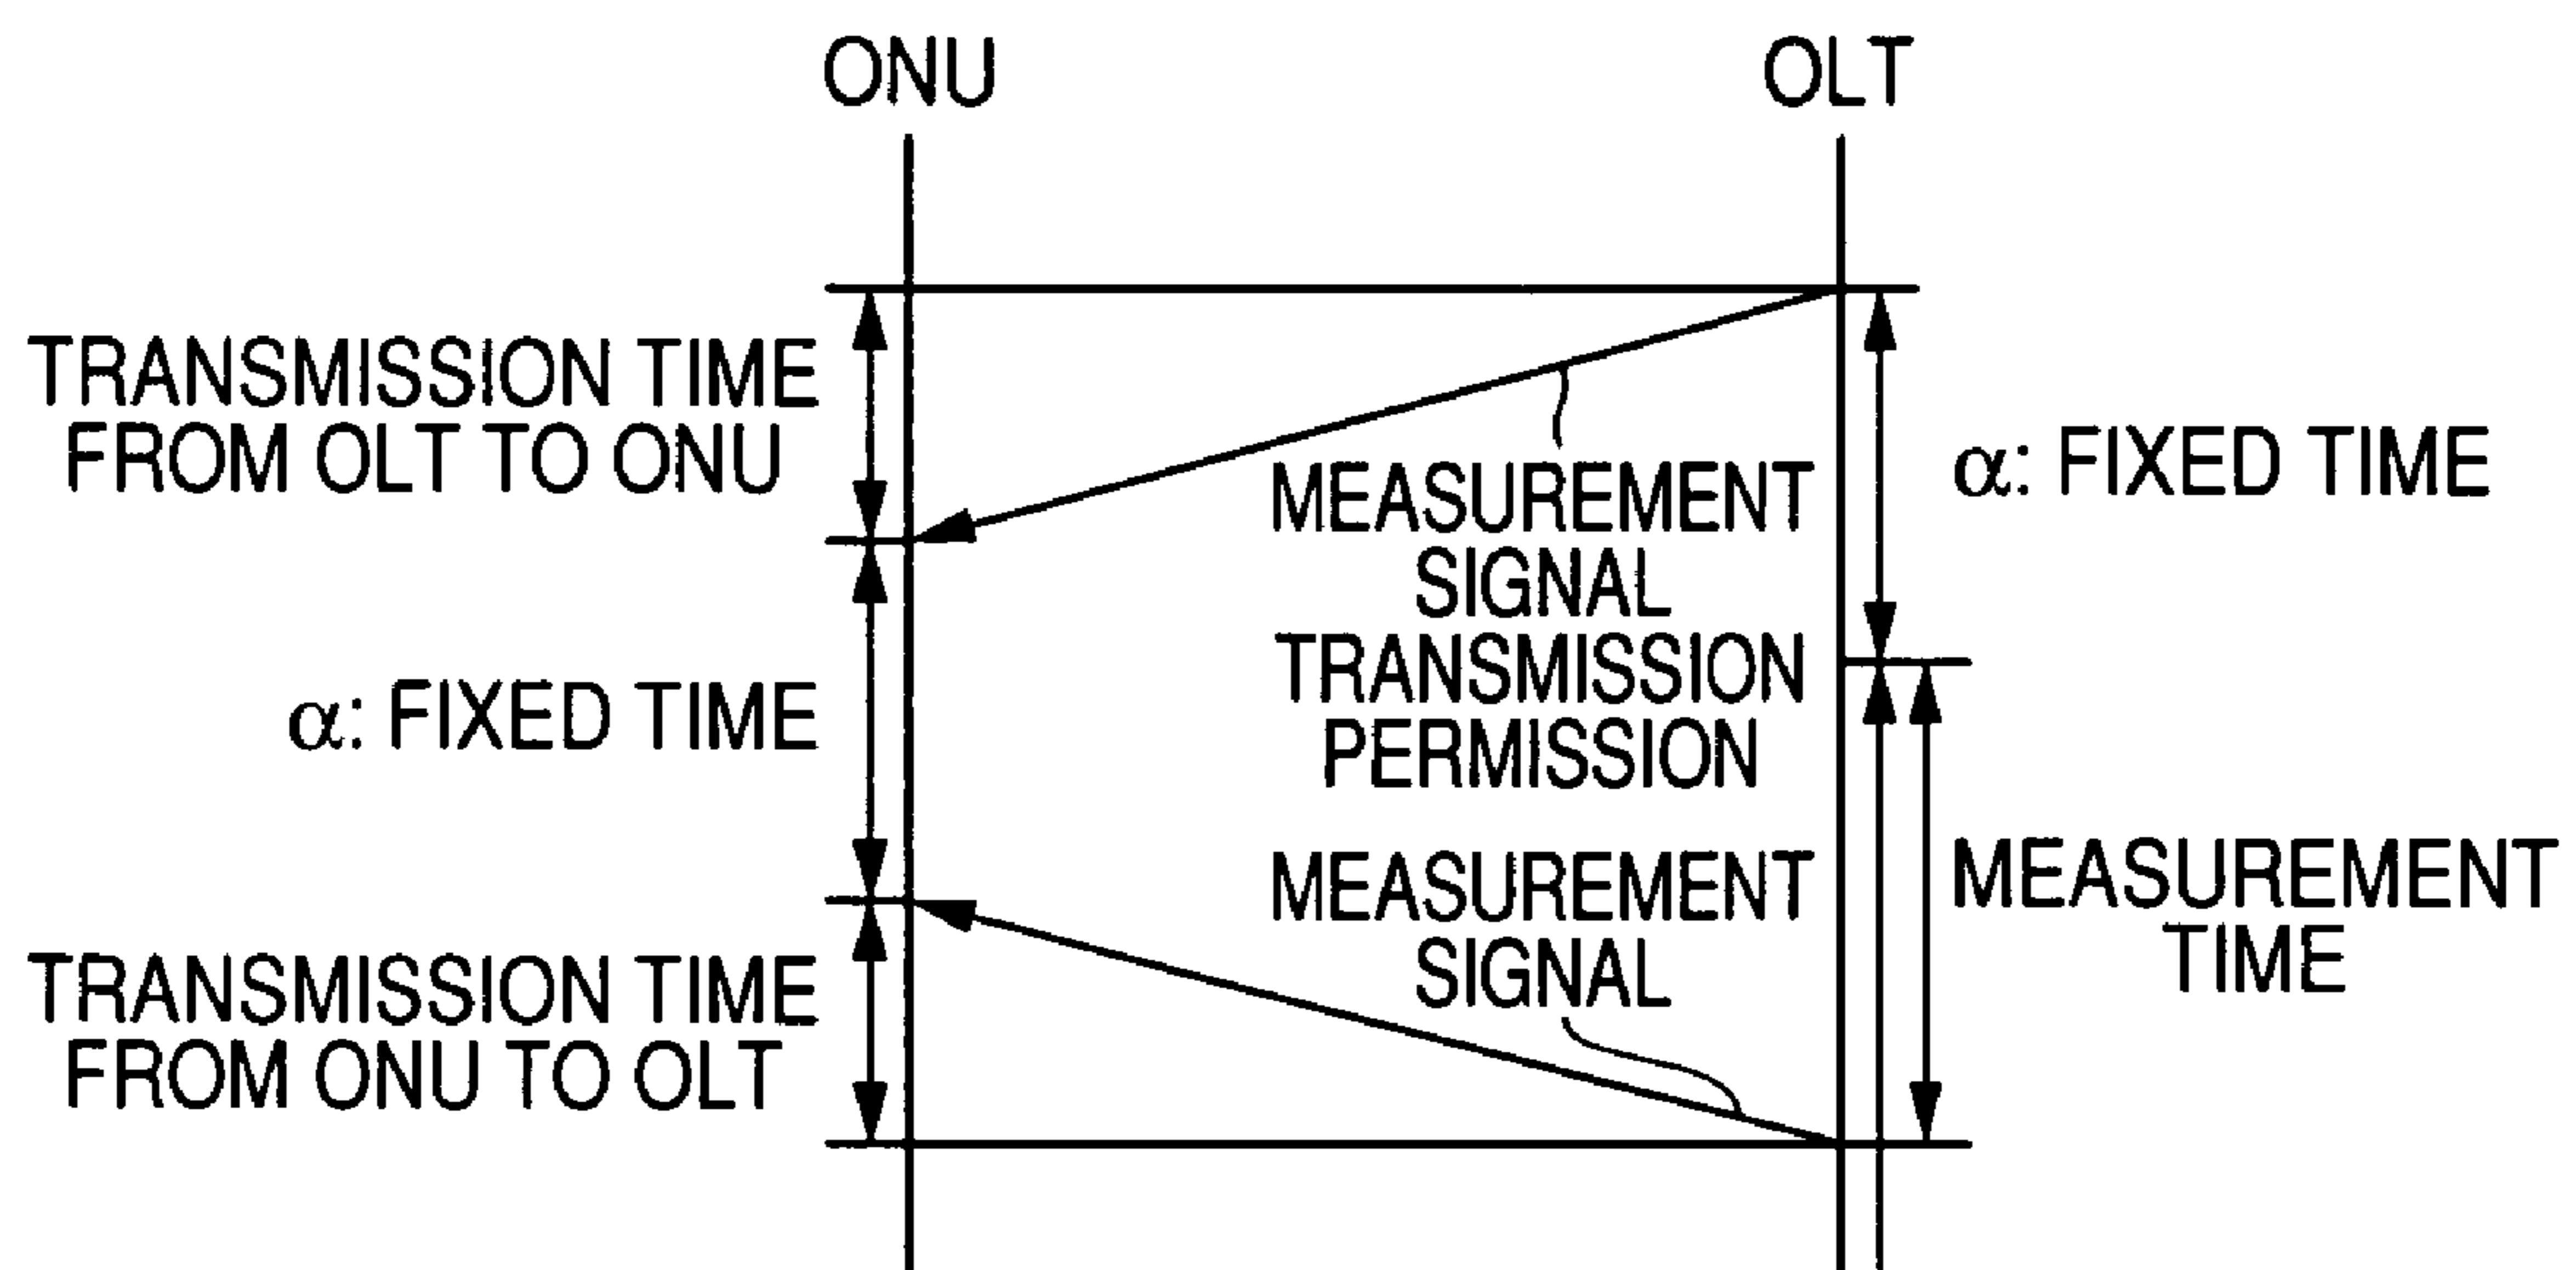 ONU
OLT
TRANSMISSION TIME
FROM OLT TO ONU
α: FIXED TIME
TRANSMISSION TIME
FROM ONU TO OLT
MEASUREMENT
SIGNAL
TRANSMISSION
PERMISSION
MEASUREMENT
SIGNAL
α: FIXED TIME
MEASUREMENT
TIME